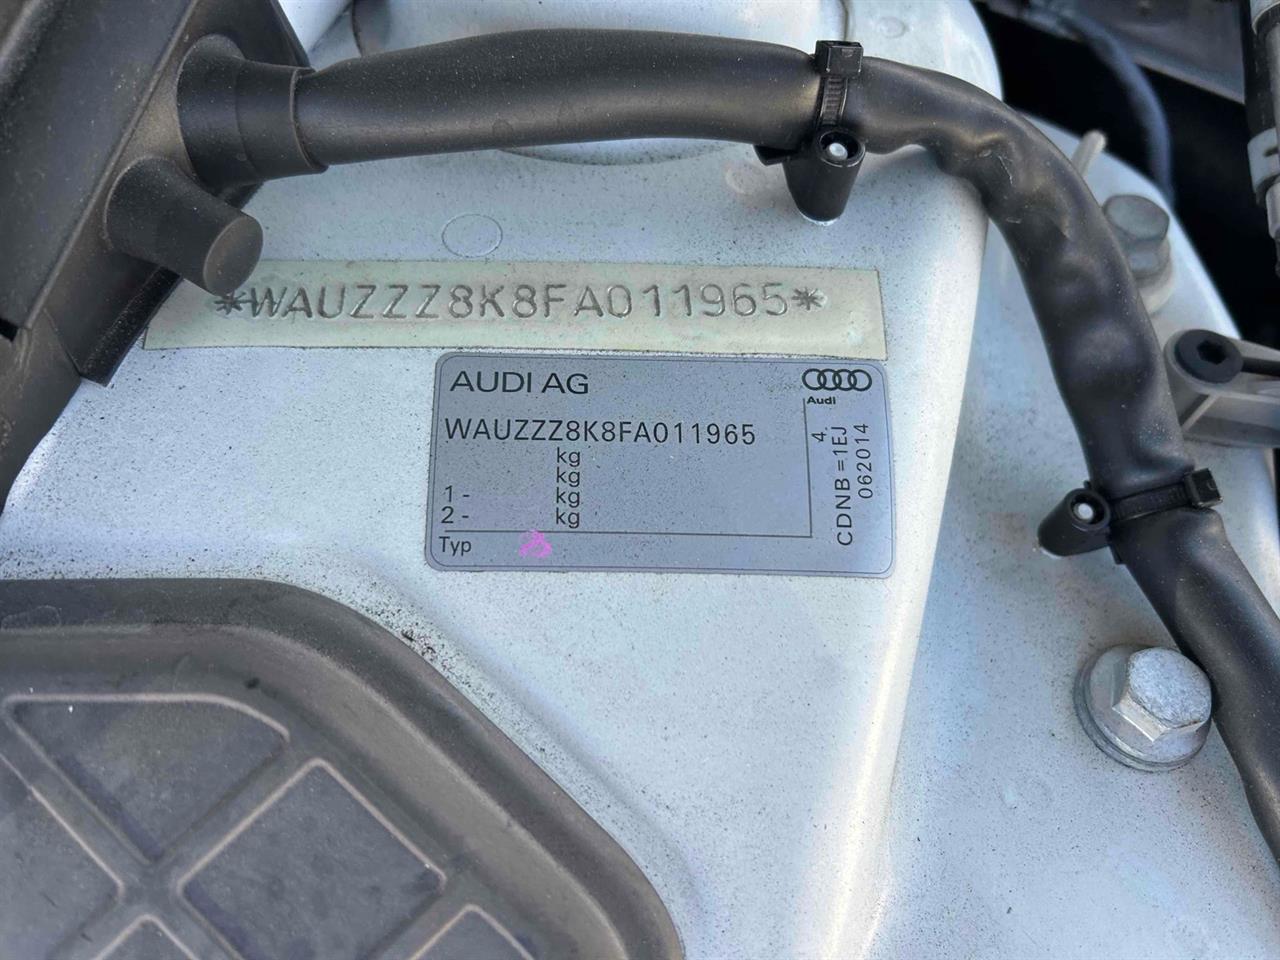 *WAUZZZ8K8FA011965*
AUDI AG
Audi
WAUZZZ8K8FA011965
kg
kg
1 - kg
2 - kg
Typ
4.
CDNB = 1EJ
062014